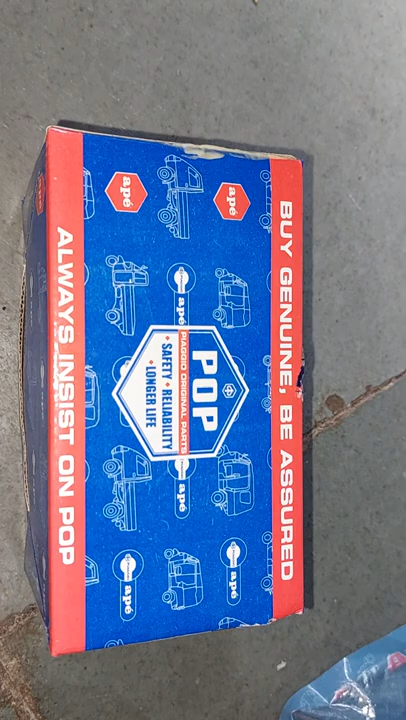 BUY GENUINE, BE ASSURED
apé
apé
apé
apé
POP
PIAGGIO ORIGINAL PARTS
• SAFETY • RELIABILITY
• LONGER LIFE
apé
apé
ALWAYS INSIST ON POP